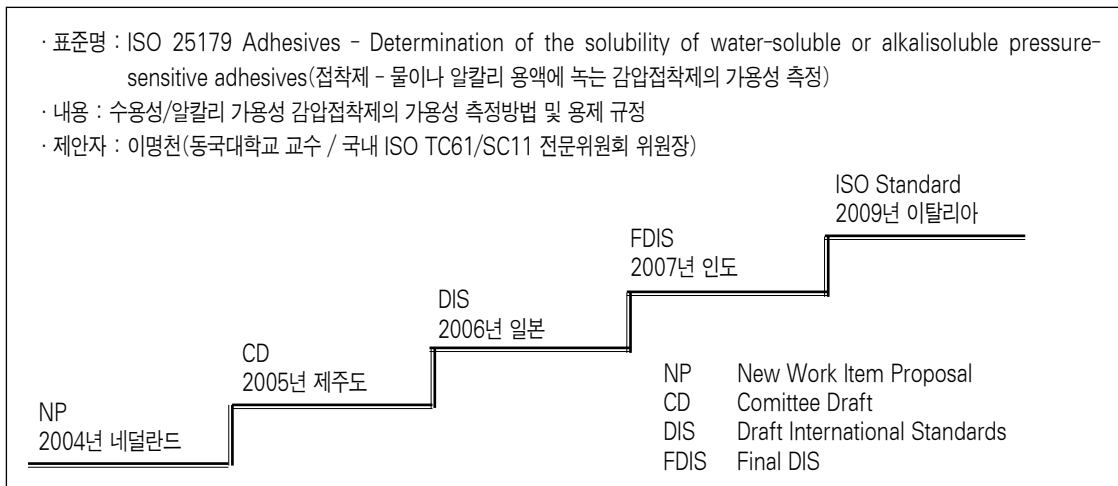 · 표준명 : ISO 25179 Adhesives - Determination of the solubility of water-soluble or alkalisoluble pressure-
sensitive adhesives(접착제 - 물이나 알칼리 용액에 녹는 감압접착제의 가용성 측정)
· 내용 : 수용성/알칼리 가용성 감압접착제의 가용성 측정방법 및 용제 규정
· 제안자 : 이명천(동국대학교 교수 / 국내 ISO TC61/SC11 전문위원회 위원장)
ISO Standard
2009년 이탈리아
FDIS
2007년 인도
DIS
2006년 일본
CD
2005년 제주도
NP
2004년 네덜란드
NP New Work Item Proposal
CD Comittee Draft
DIS Draft International Standards
FDIS Final DIS